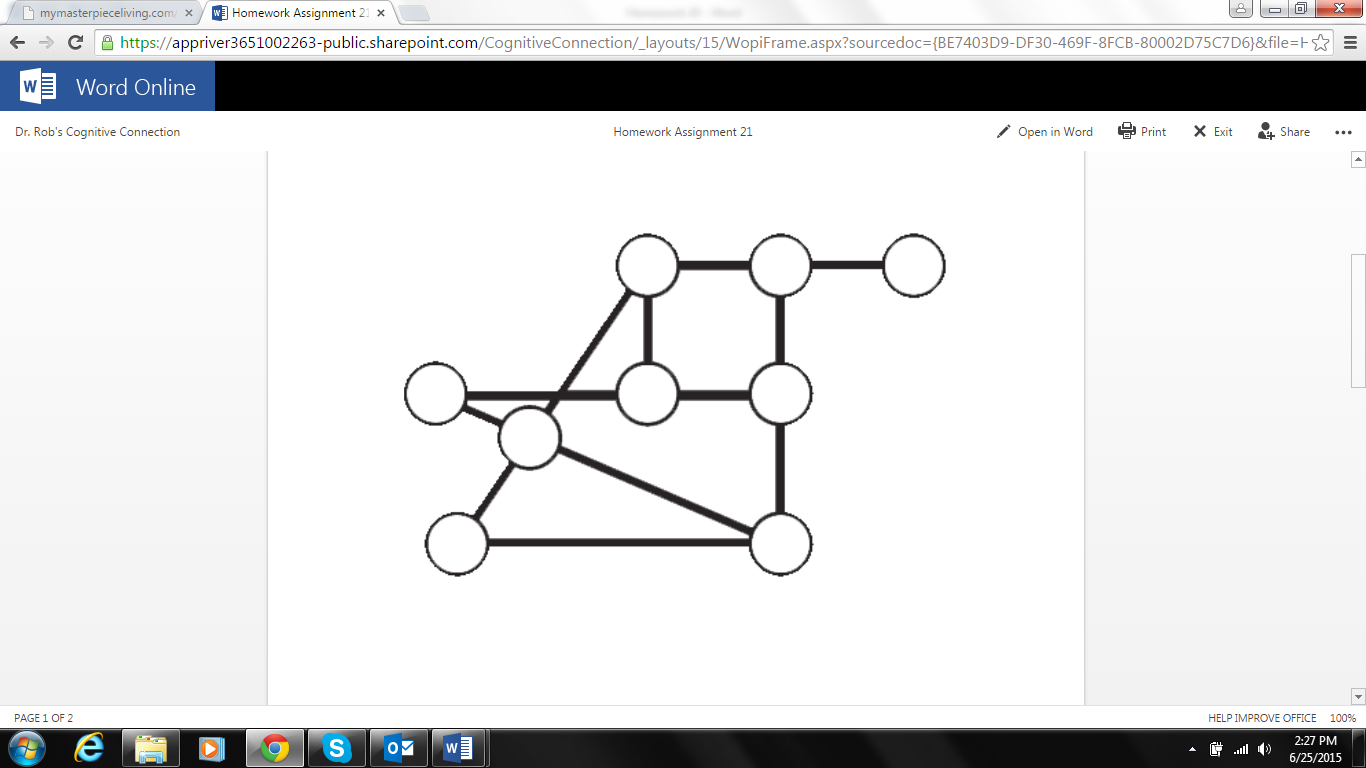 mymasterpieceliving.com/
Homework Assignment 21
https://appriver3651002263-public.sharepoint.com/CognitiveConnection/_layouts/15/WopiFrame.aspx?sourcedoc={BE7403D9-DF30-469F-8FCB-80002D75C7D6}&file=H
Word Online
Dr. Rob's Cognitive Connection
Homework Assignment 21
Open in Word
Print
Exit
Share
PAGE 1 OF 2
HELP IMPROVE OFFICE
100%
2:27 PM
6/25/2015